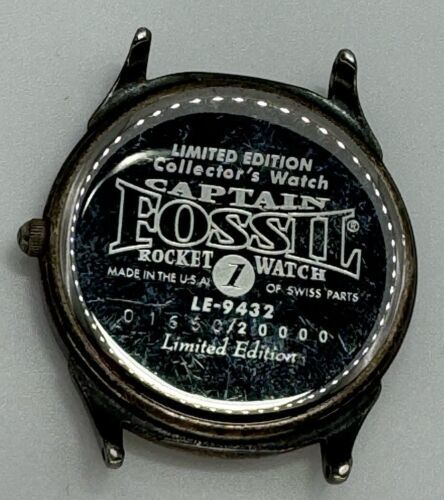 LIMITED EDITION
Collector's Watch
CAPTAIN
FOSSIL®
ROCKET 1 WATCH
MADE IN THE U.S.A. OF SWISS PARTS
LE-9432
01550/20000
Limited Edition